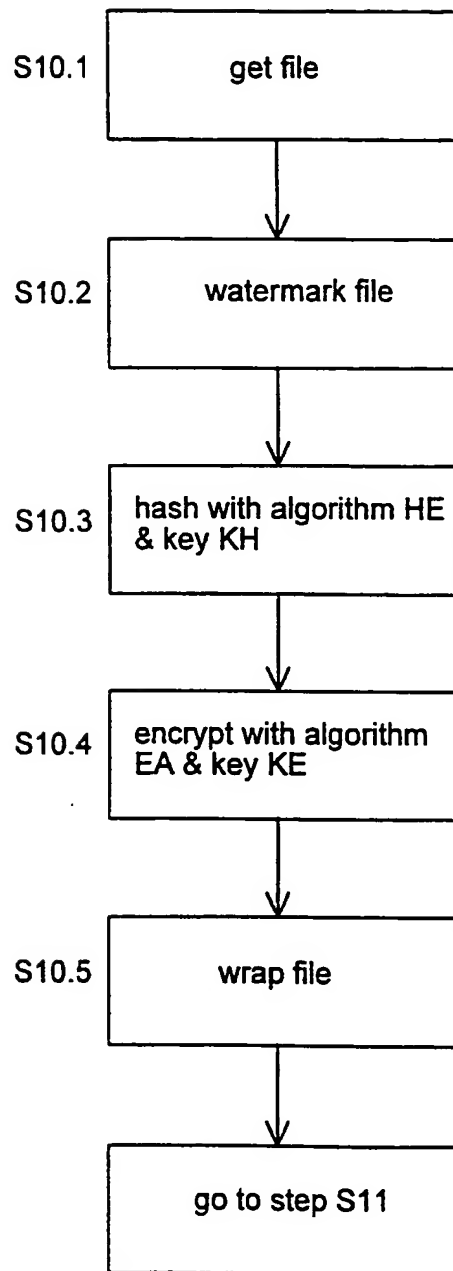 S10.1
get file
S10.2
watermark file
S10.3
hash with algorithm HE
& key KH
S10.4
encrypt with algorithm
EA & key KE
S10.5
wrap file
go to step S11